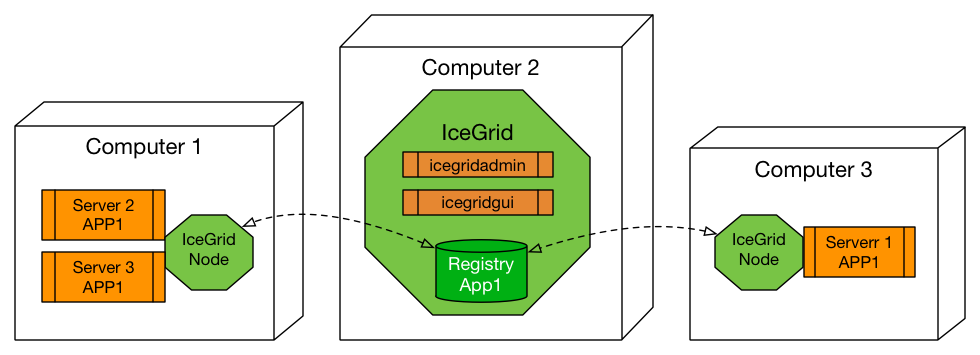 Computer 1
Server 2
APP1
Server 3
APP1
IceGrid
Node
Computer 2
IceGrid
icegridadmin
icegridgui
Registry
App1
Computer 3
IceGrid
Node
Serverr 1
APP1